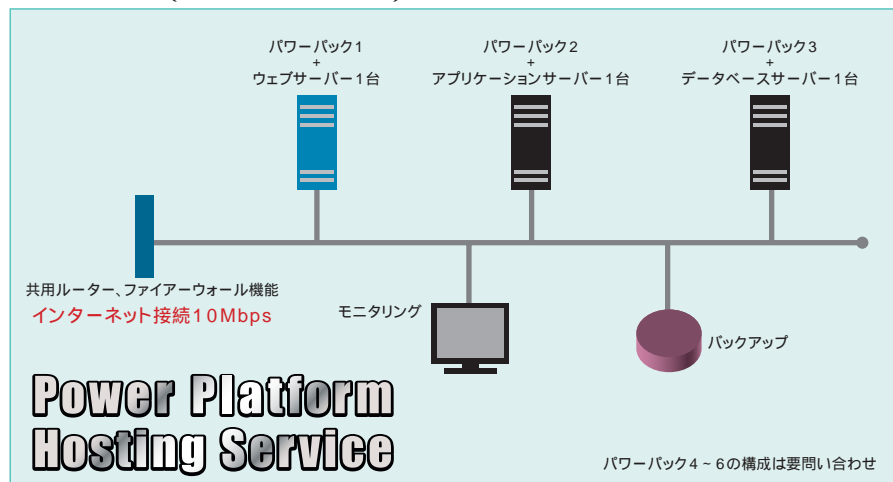 パワーパック1
+
ウェブサーバー1台
パワーパック2
+
アプリケーションサーバー1台
パワーパック3
+
データベースサーバー1台
共用ルーター、ファイアーウォール機能
インターネット接続10Mbps
モニタリング
バックアップ
Power Platform
Hosting Service
パワーパック4~6の構成は要問い合わせ